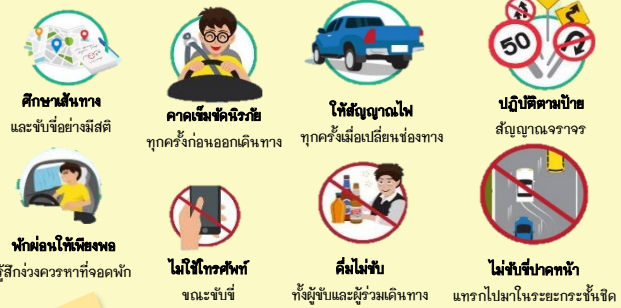 50
ศึกษาเส้นทาง
และขับขี่อย่างมีสติ
คาดเข็มขัดนิรภัย
ทุกครั้งก่อนออกเดินทาง
ให้สัญญาณไฟ
ทุกครั้งเมื่อเปลี่ยนช่องทาง
ปฏิบัติตามป้าย
สัญญาณจราจร
พักผ่อนให้เพียงพอ
รู้สึกง่วงควรหาที่จอดพัก
ไม่ใช้โทรศัพท์
ขณะขับขี่
ดื่มไม่ขับ
ทั้งผู้ขับและผู้ร่วมเดินทาง
ไม่ขับขี่ปาดหน้า
แทรกไปมาในระยะกระชั้นชิด